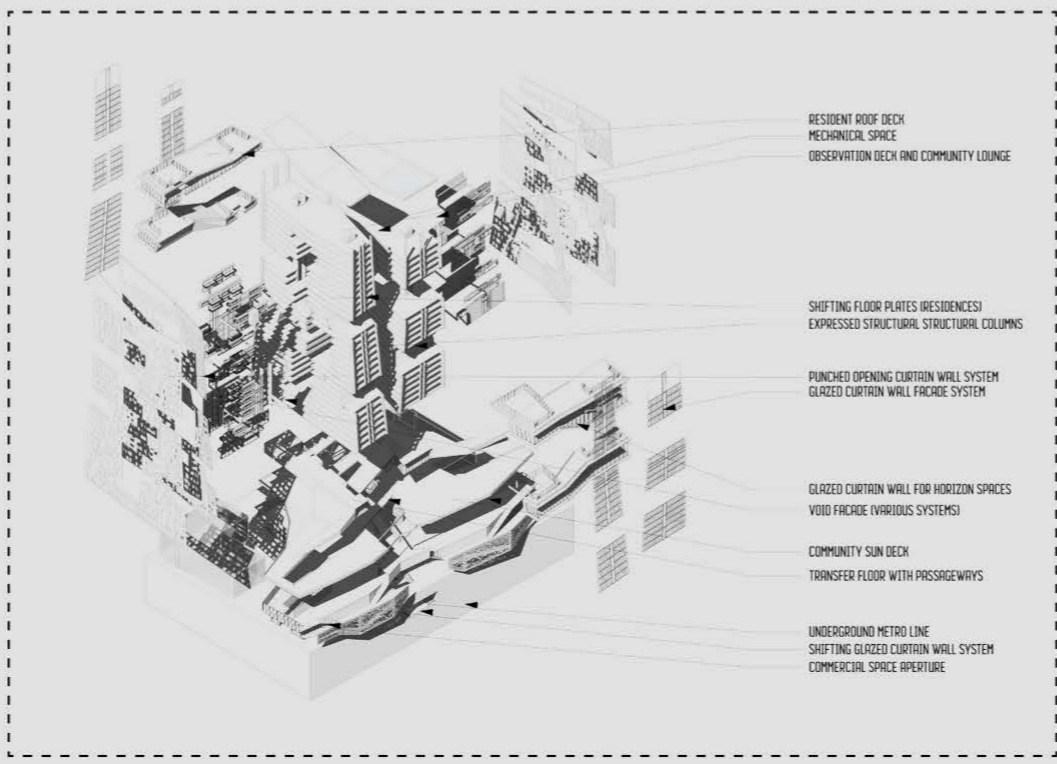 RESIDENT ROOF DECK
MECHANICAL SPACE
OBSERVATION DECK AND COMMUNITY LOUNGE
SHIFTING FLOOR PLATES (RESIDENCES)
EXPRESSED STRUCTURAL STRUCTURAL COLUMNS
PUNCHED OPENING CURTAIN WALL SYSTEM
GLAZED CURTAIN WALL FACADE SYSTEM
GLAZED CURTAIN WALL FOR HORIZON SPACES
VOID FACADE (VARIOUS SYSTEMS)
COMMUNITY SUN DECK
TRANSFER FLOOR WITH PASSAGEWAYS
UNDERGROUND METRO LINE
SHIFTING GLAZED CURTAIN WALL SYSTEM
COMMERCIAL SPACE APERTURE